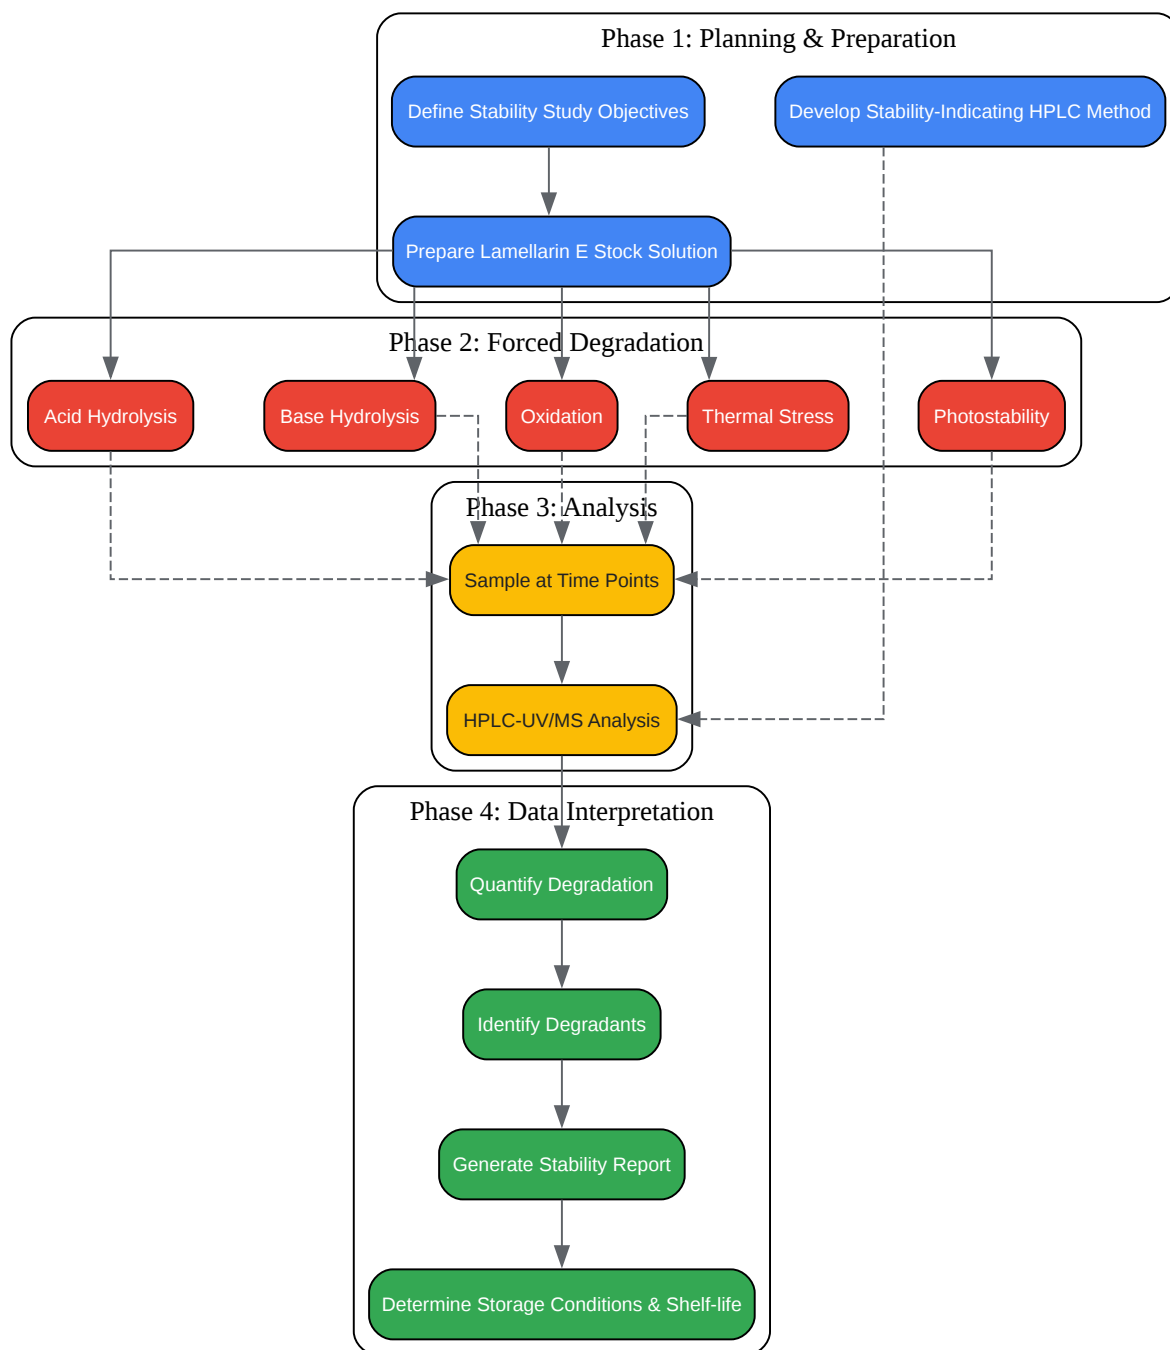 Phase 1: Planning & Preparation
Define Stability Study Objectives
Develop Stability-Indicating HPLC Method
Prepare Lamellarin E Stock Solution
Phase 2: Forced Degradation
Acid Hydrolysis
Base Hydrolysis
Oxidation
Thermal Stress
Photostability
Phase 3: Analysis
Sample at Time Points
HPLC-UV/MS Analysis
Phase 4: Data Interpretation
Quantify Degradation
Identify Degradants
Generate Stability Report
Determine Storage Conditions & Shelf-life